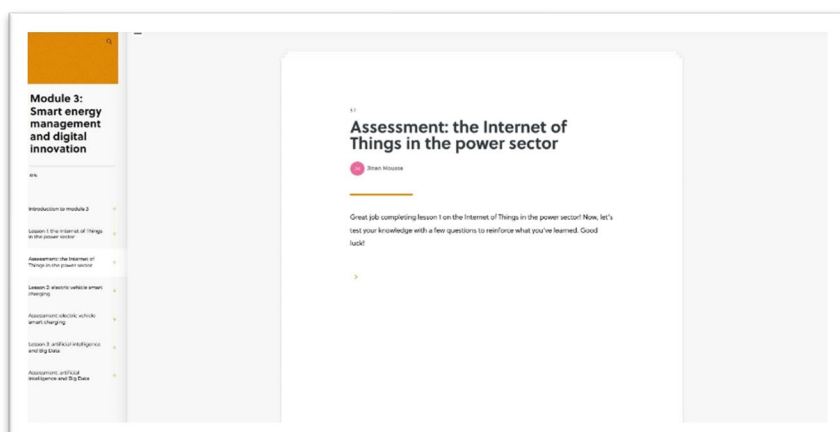 Module 3:
Smart energy
management
and digital
innovation
0%
Introduction to module 3
Lesson 1: the Internet of Things
in the power sector
Assessment: the Internet of
Things in the power sector
Lesson 2: electric vehicle smart
charging
Assessment: electric vehicle
smart charging
Lesson 3: artificial intelligence
and Big Data
Assessment: artificial
intelligence and Big Data
Assessment: the Internet of
Things in the power sector
Jinen Mousse
Great job completing lesson 1 on the Internet of Things in the power sector! Now, let's
test your knowledge with a few questions to reinforce what you've learned. Good
luck!